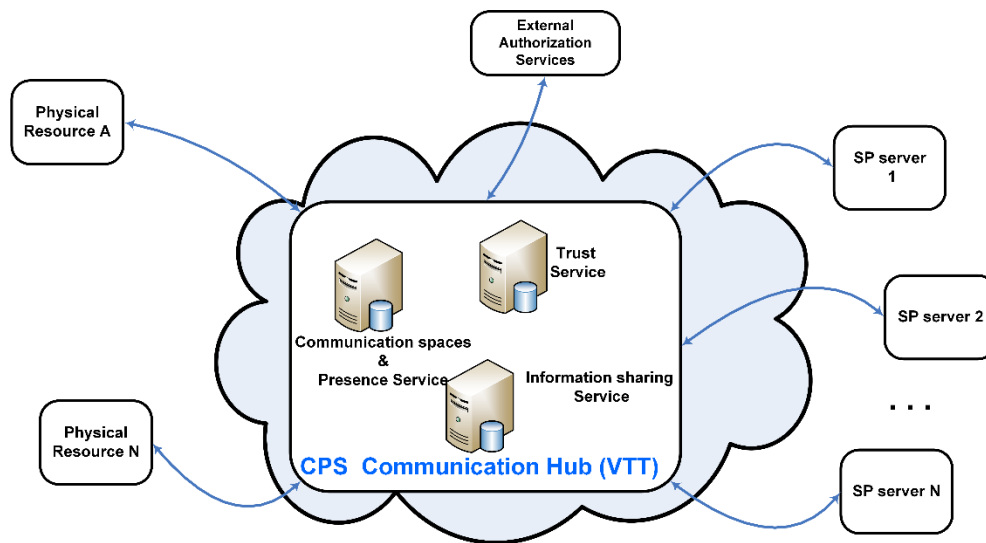 External
Authorization
Services
Physical
Resource A
SP server
1
Trust
Service
SP server 2
Communication spaces
&
Presence Service
Information sharing
Service
. . .
Physical
Resource N
CPS Communication Hub (VTT)
SP server N